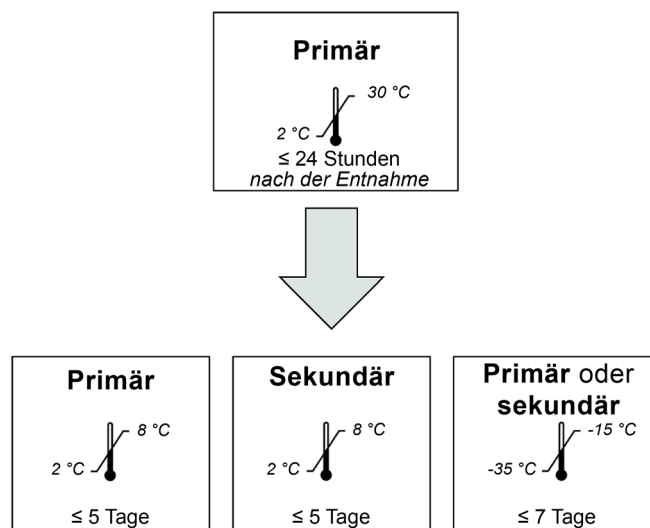 Primär
30 °C
2 °C
≤ 24 Stunden
nach der Entnahme
Primär
8 °C
2 °C
≤ 5 Tage
Sekundär
8 °C
2 °C
≤ 5 Tage
Primär oder
sekundär
-15 °C
-35 °C
≤ 7 Tage